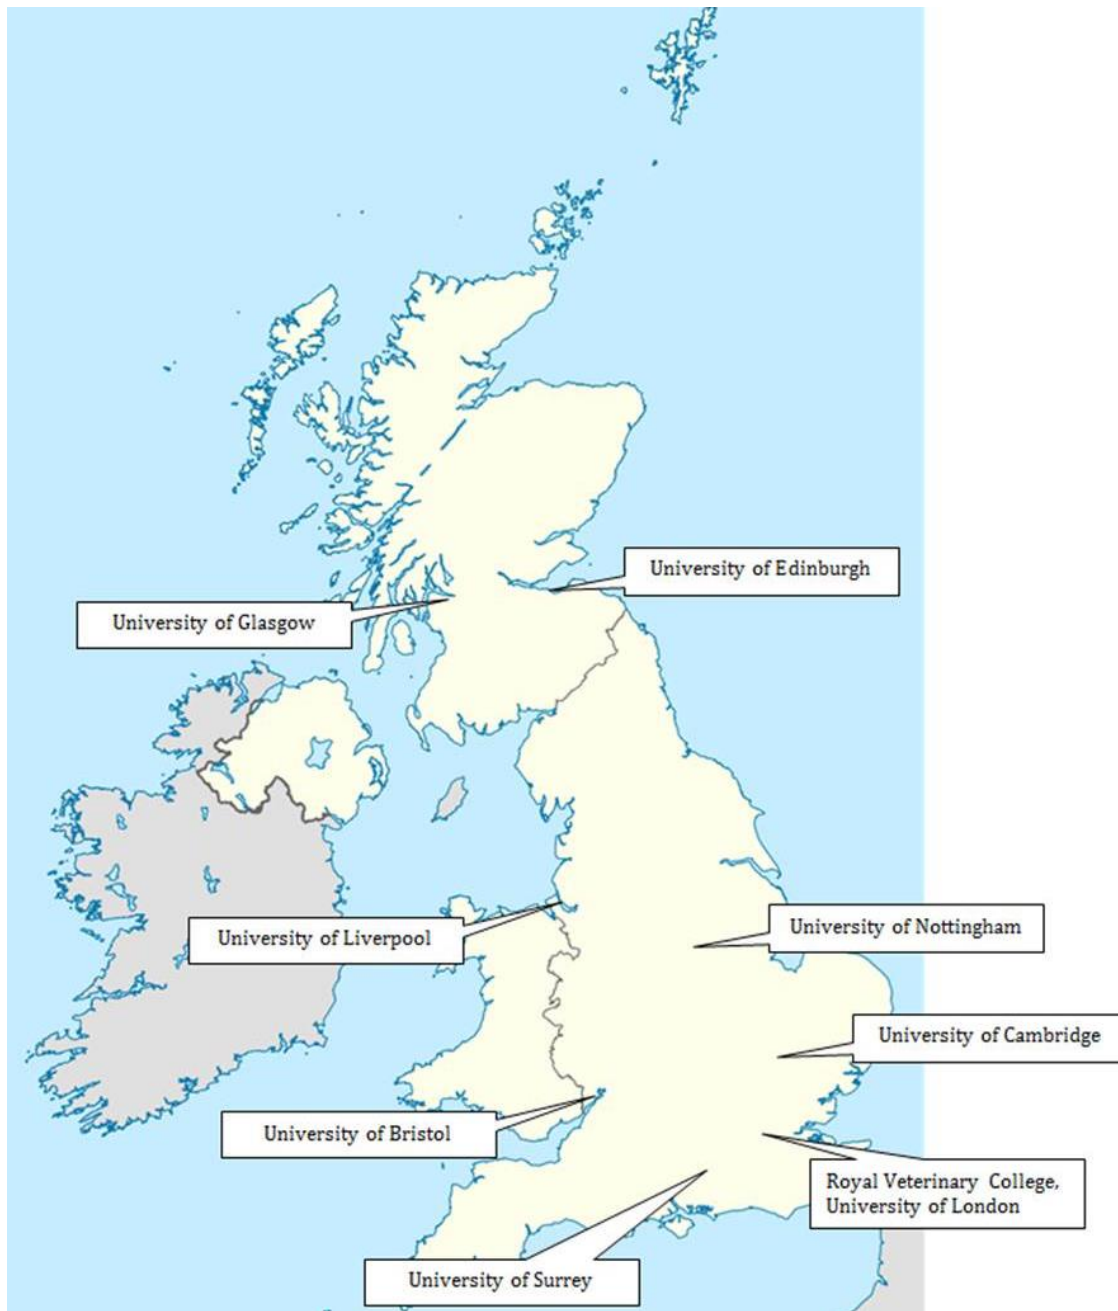 University of Edinburgh
University of Glasgow
University of Nottingham
University of Liverpool
University of Cambridge
University of Bristol
Royal Veterinary College,
University of London
University of Surrey